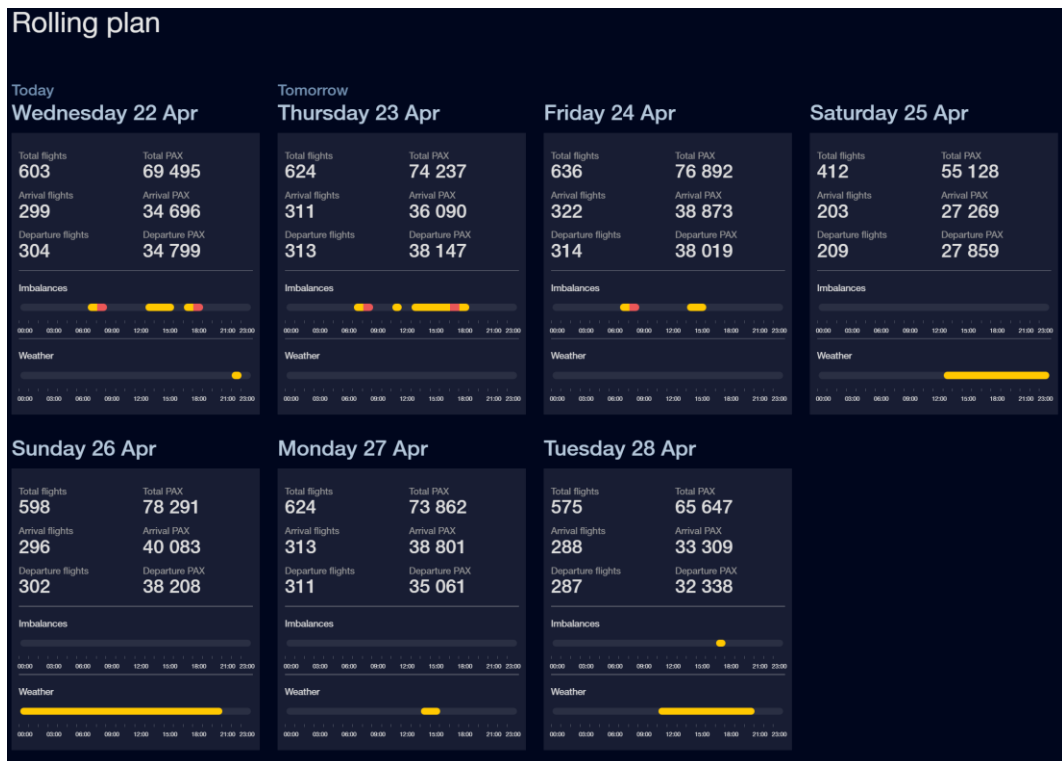 Rolling plan
Today
Wednesday 22 Apr
Total flights Total PAX
603 69 495
Arrival flights Arrival PAX
299 34 696
Departure flights Departure PAX
304 34 799
Imbalances
00:00 03:00 06:00 09:00 12:00 15:00 18:00 21:00 23:00
Weather
00:00 03:00 06:00 09:00 12:00 15:00 18:00 21:00 23:00
Tomorrow
Thursday 23 Apr
Total flights Total PAX
624 74 237
Arrival flights Arrival PAX
311 36 090
Departure flights Departure PAX
313 38 147
Imbalances
00:00 03:00 06:00 09:00 12:00 15:00 18:00 21:00 23:00
Weather
00:00 03:00 06:00 09:00 12:00 15:00 18:00 21:00 23:00
Friday 24 Apr
Total flights Total PAX
636 76 892
Arrival flights Arrival PAX
322 38 873
Departure flights Departure PAX
314 38 019
Imbalances
00:00 03:00 06:00 09:00 12:00 15:00 18:00 21:00 23:00
Weather
00:00 03:00 06:00 09:00 12:00 15:00 18:00 21:00 23:00
Saturday 25 Apr
Total flights Total PAX
412 55 128
Arrival flights Arrival PAX
203 27 269
Departure flights Departure PAX
209 27 859
Imbalances
00:00 03:00 06:00 09:00 12:00 15:00 18:00 21:00 23:00
Weather
00:00 03:00 06:00 09:00 12:00 15:00 18:00 21:00 23:00
Sunday 26 Apr
Total flights Total PAX
598 78 291
Arrival flights Arrival PAX
296 40 083
Departure flights Departure PAX
302 38 208
Imbalances
00:00 03:00 06:00 09:00 12:00 15:00 18:00 21:00 23:00
Weather
00:00 03:00 06:00 09:00 12:00 15:00 18:00 21:00 23:00
Monday 27 Apr
Total flights Total PAX
624 73 862
Arrival flights Arrival PAX
313 38 801
Departure flights Departure PAX
311 35 061
Imbalances
00:00 03:00 06:00 09:00 12:00 15:00 18:00 21:00 23:00
Weather
00:00 03:00 06:00 09:00 12:00 15:00 18:00 21:00 23:00
Tuesday 28 Apr
Total flights Total PAX
575 65 647
Arrival flights Arrival PAX
288 33 309
Departure flights Departure PAX
287 32 338
Imbalances
00:00 03:00 06:00 09:00 12:00 15:00 18:00 21:00 23:00
Weather
00:00 03:00 06:00 09:00 12:00 15:00 18:00 21:00 23:00